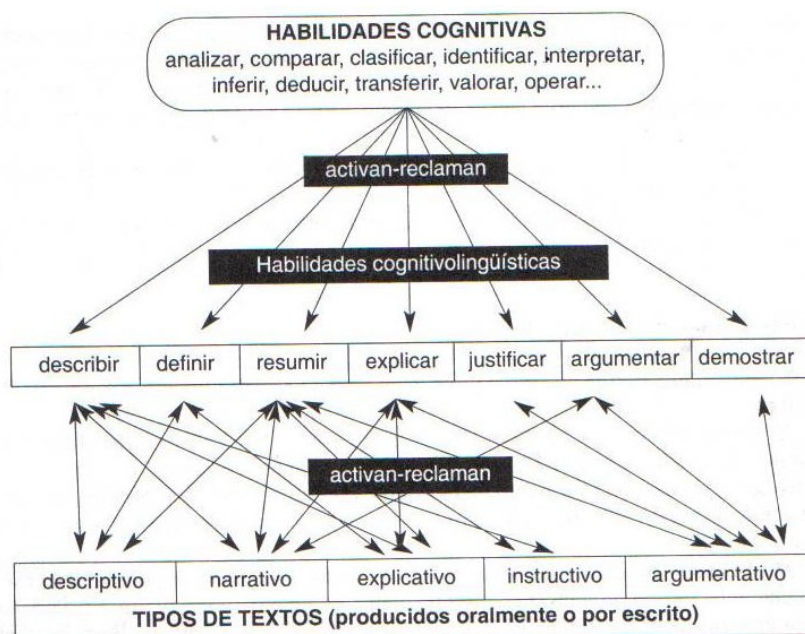 HABILIDADES COGNITIVAS
analizar, comparar, clasificar, identificar, interpretar,
inferir, deducir, transferir, valorar, operar...
activan-reclaman
Habilidades cognitivolingüísticas
describir definir resumir explicar justificar argumentar demostrar
activan-reclaman
descriptivo narrativo explicativo instructivo argumentativo
TIPOS DE TEXTOS (producidos oralmente o por escrito)